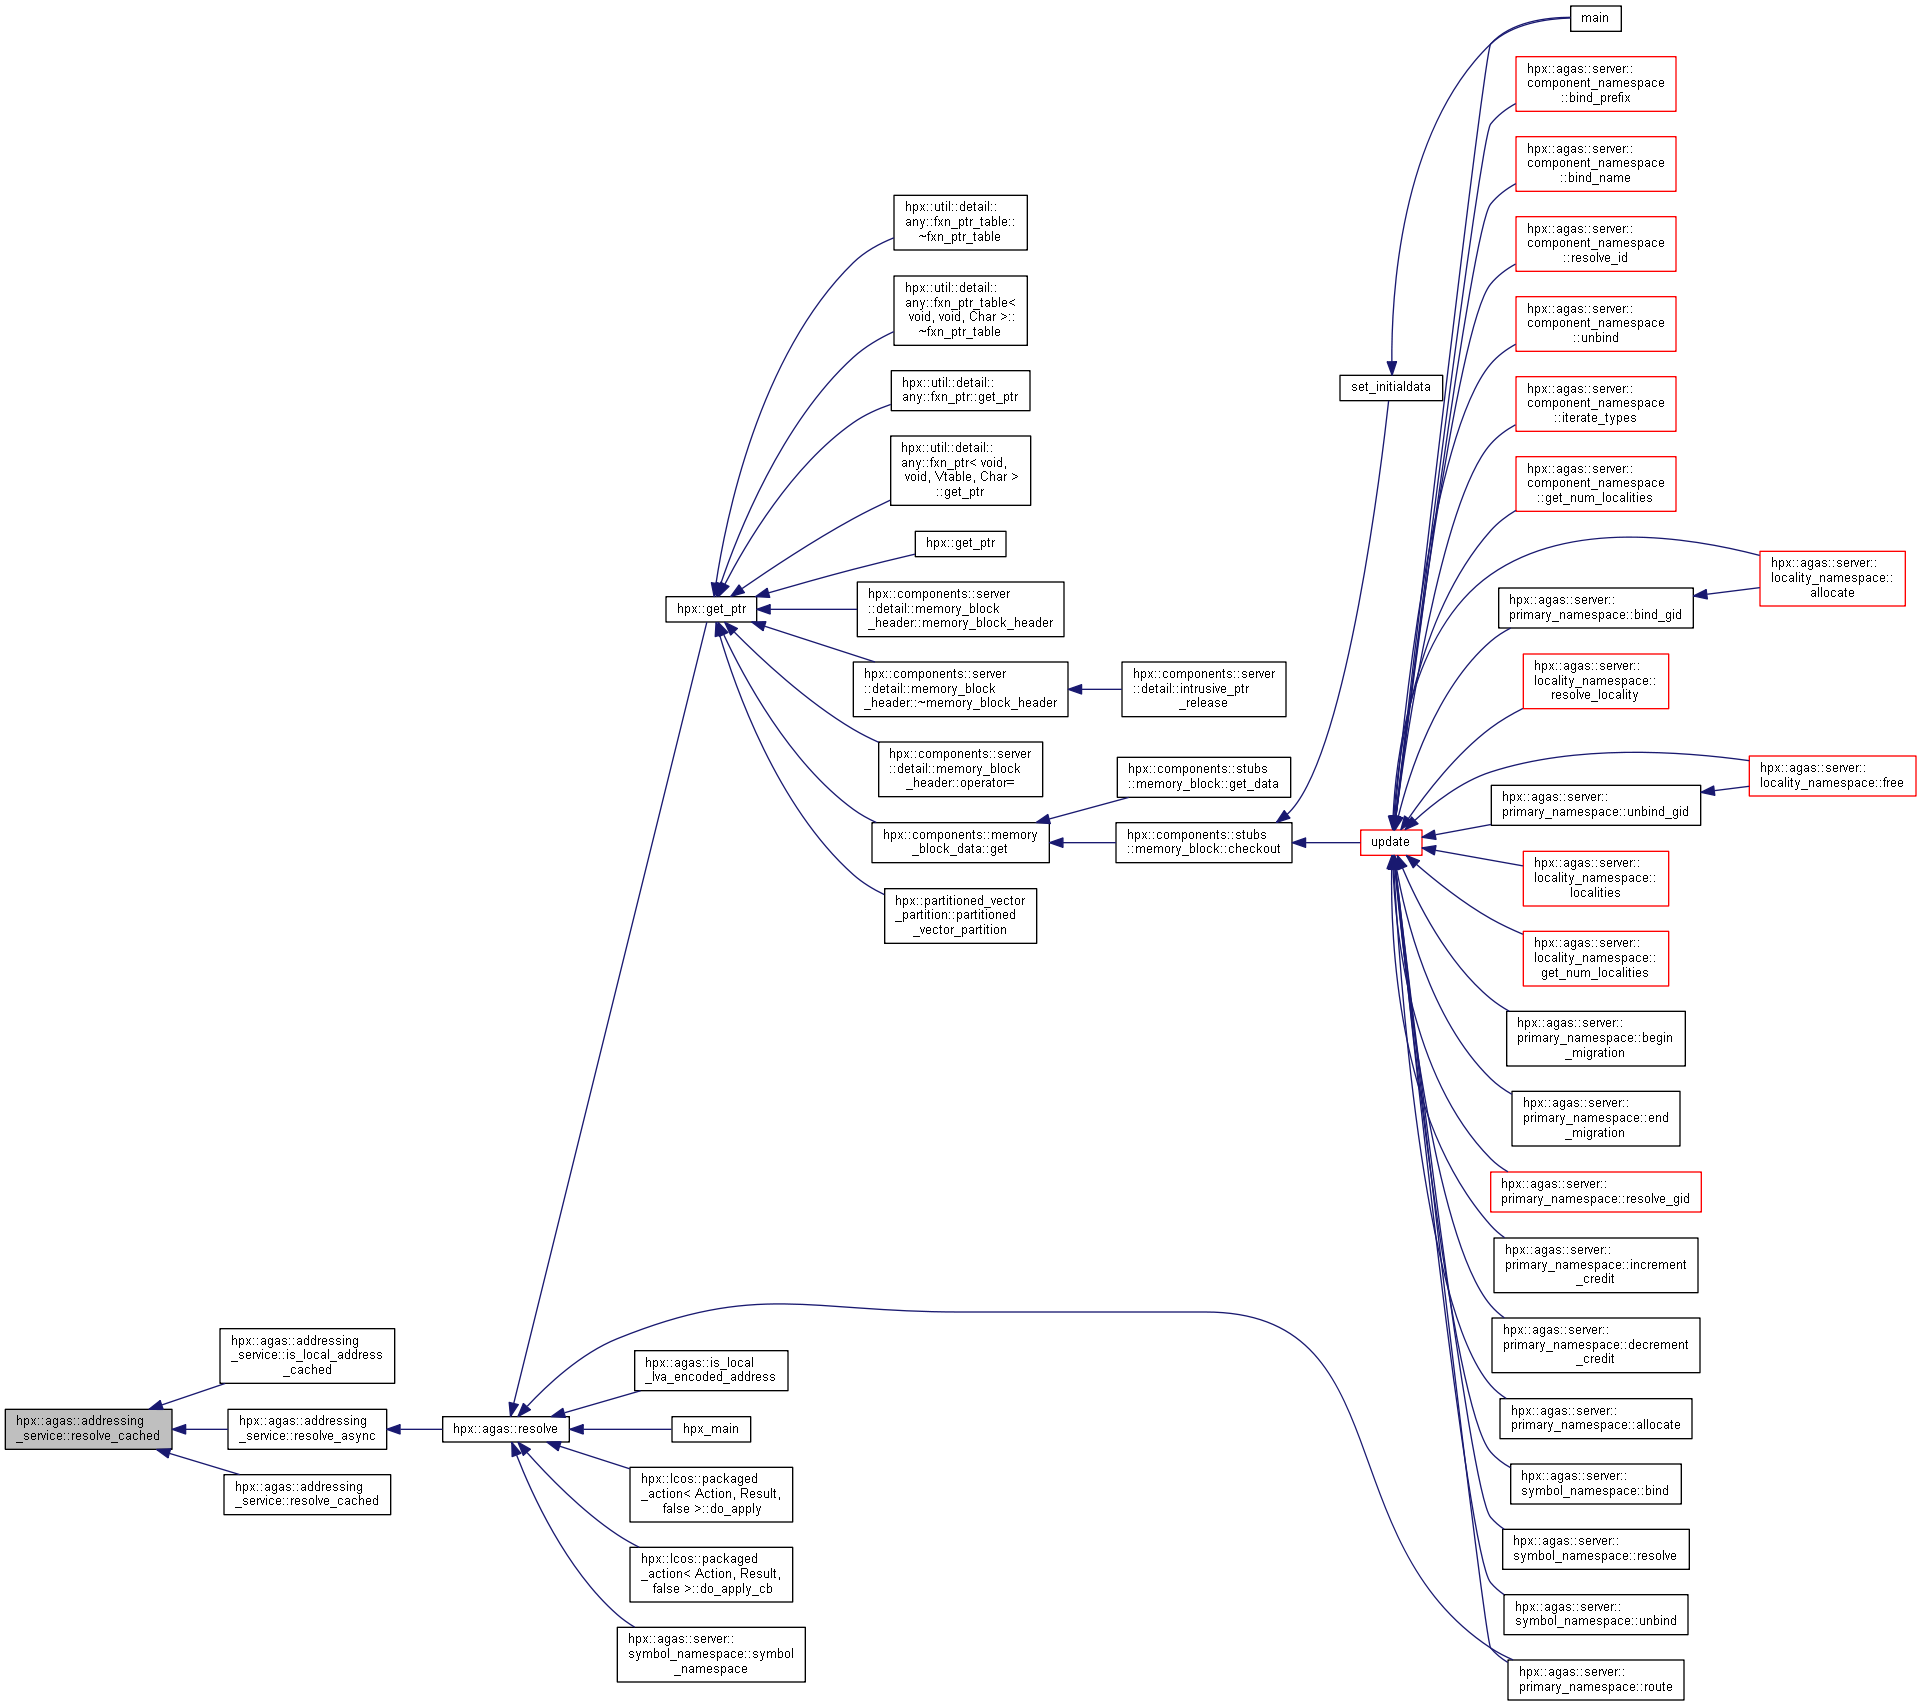 main
hpx::agas::server::
component_namespace
::bind_prefix
hpx::agas::server::
component_namespace
::bind_name
hpx::agas::server::
component_namespace
::resolve_id
hpx::agas::server::
component_namespace
::unbind
hpx::agas::server::
component_namespace
::iterate_types
hpx::agas::server::
component_namespace
::get_num_localities
hpx::agas::server::
locality_namespace::
allocate
hpx::agas::server::
primary_namespace::bind_gid
hpx::agas::server::
locality_namespace::
resolve_locality
hpx::agas::server::
locality_namespace::free
hpx::agas::server::
primary_namespace::unbind_gid
hpx::agas::server::
locality_namespace::
localities
hpx::agas::server::
locality_namespace::
get_num_localities
hpx::agas::server::
primary_namespace::begin
_migration
hpx::agas::server::
primary_namespace::end
_migration
hpx::agas::server::
primary_namespace::resolve_gid
hpx::agas::server::
primary_namespace::increment
_credit
hpx::agas::server::
primary_namespace::decrement
_credit
hpx::agas::server::
primary_namespace::allocate
hpx::agas::server::
symbol_namespace::bind
hpx::agas::server::
symbol_namespace::resolve
hpx::agas::server::
symbol_namespace::unbind
hpx::agas::server::
primary_namespace::route
set_initialdata
update
hpx::util::detail::
any::fxn_ptr_table::
~fxn_ptr_table
hpx::util::detail::
any::fxn_ptr_table<
void, void, Char >::
~fxn_ptr_table
hpx::util::detail::
any::fxn_ptr::get_ptr
hpx::util::detail::
any::fxn_ptr< void,
void, Vtable, Char >
::get_ptr
hpx::get_ptr
hpx::components::server
::detail::memory_block
_header::memory_block_header
hpx::get_ptr
hpx::components::server
::detail::memory_block
_header::~memory_block_header
hpx::components::server
::detail::intrusive_ptr
_release
hpx::components::server
::detail::memory_block
_header::operator=
hpx::components::stubs
::memory_block::get_data
hpx::components::memory
_block_data::get
hpx::components::stubs
::memory_block::checkout
hpx::partitioned_vector
_partition::partitioned
_vector_partition
hpx::agas::addressing
_service::is_local_address
_cached
hpx::agas::addressing
_service::resolve_cached
hpx::agas::addressing
_service::resolve_async
hpx::agas::addressing
_service::resolve_cached
hpx::agas::resolve
hpx::agas::is_local
_lva_encoded_address
hpx_main
hpx::lcos::packaged
_action< Action, Result,
false >::do_apply
hpx::lcos::packaged
_action< Action, Result,
false >::do_apply_cb
hpx::agas::server::
symbol_namespace::symbol
_namespace